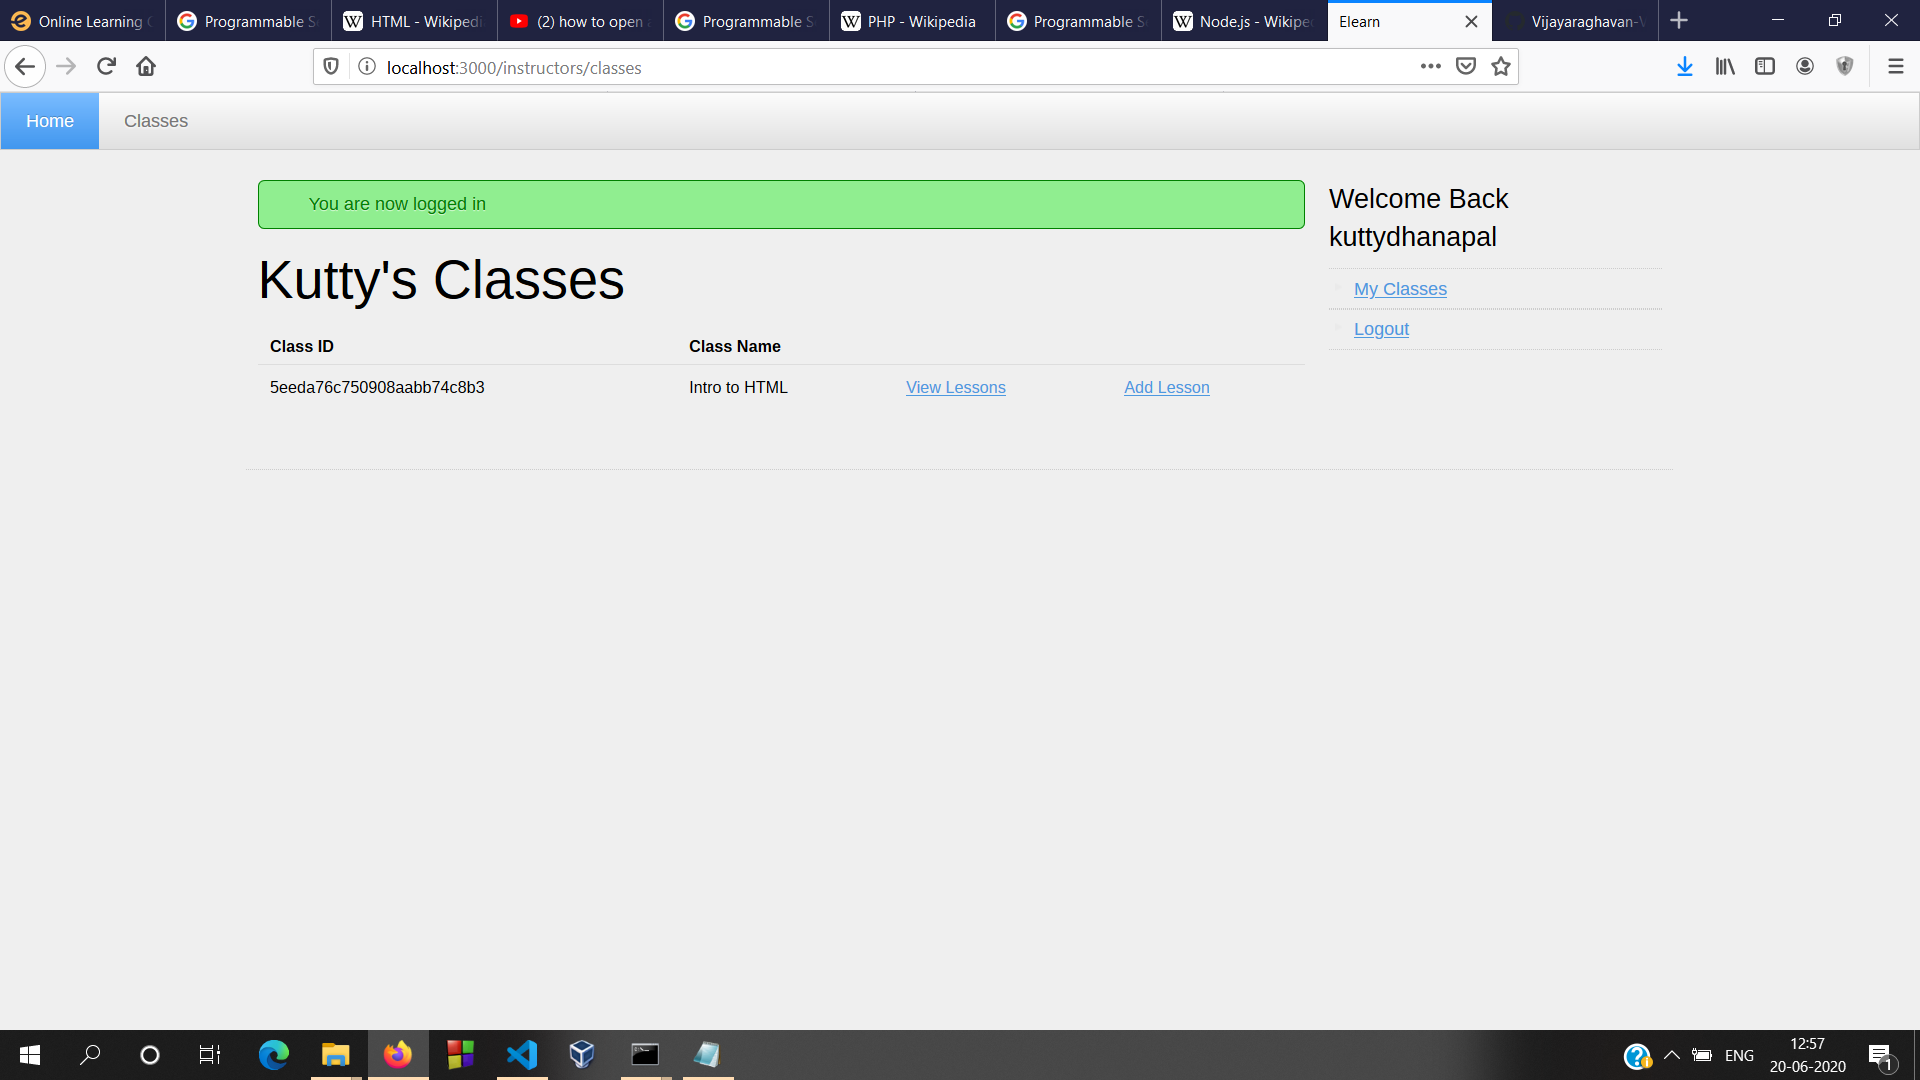 Online Learning
Programmable S
HTML - Wikipedi
(2) how to open
Programmable S
PHP - Wikipedia
Programmable S
Node.js - Wikipe
Elearn
Vijayaraghavan-V
localhost:3000/instructors/classes
Home
Classes
You are now logged in
Welcome Back
kuttydhanapal
My Classes
Logout
Kutty's Classes
Class ID
Class Name
5eeda76c750908aabb74c8b3
Intro to HTML
View Lessons
Add Lesson
ENG
12:57
20-06-2020
1